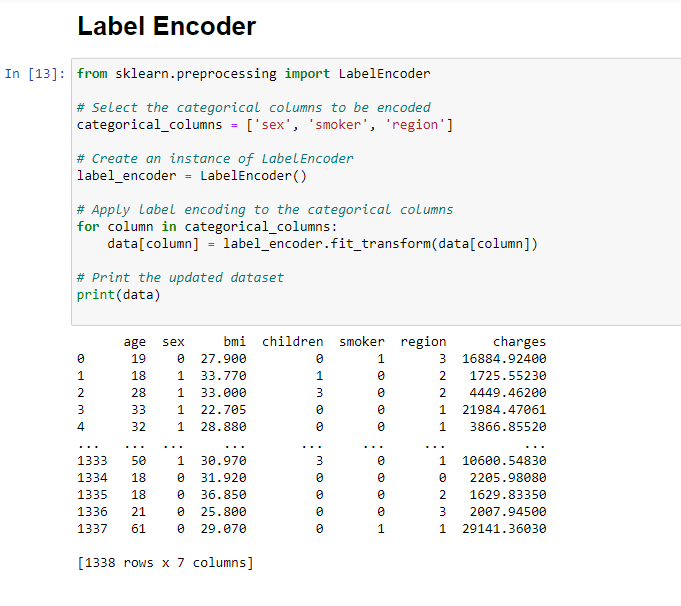 Label Encoder
In [13]: from sklearn.preprocessing import LabelEncoder
# Select the categorical columns to be encoded
categorical_columns = ['sex', 'smoker', 'region']
# Create an instance of LabelEncoder
label_encoder = LabelEncoder()
# Apply label encoding to the categorical columns
for column in categorical_columns:
    data[column] = label_encoder.fit_transform(data[column])
# Print the updated dataset
print(data)
      age  sex     bmi  children  smoker  region      charges
0      19    0  27.900         0       1       3  16884.92400
1      18    1  33.770         1       0       2   1725.55230
2      28    1  33.000         3       0       2   4449.46200
3      33    1  22.705         0       0       1  21984.47061
4      32    1  28.880         0       0       1   3866.85520
...   ...  ...     ...       ...     ...     ...          ...
1333   50    1  30.970         3       0       1  10600.54830
1334   18    0  31.920         0       0       0   2205.98080
1335   18    0  36.850         0       0       2   1629.83350
1336   21    0  25.800         0       0       3   2007.94500
1337   61    0  29.070         0       1       1  29141.36030
[1338 rows x 7 columns]